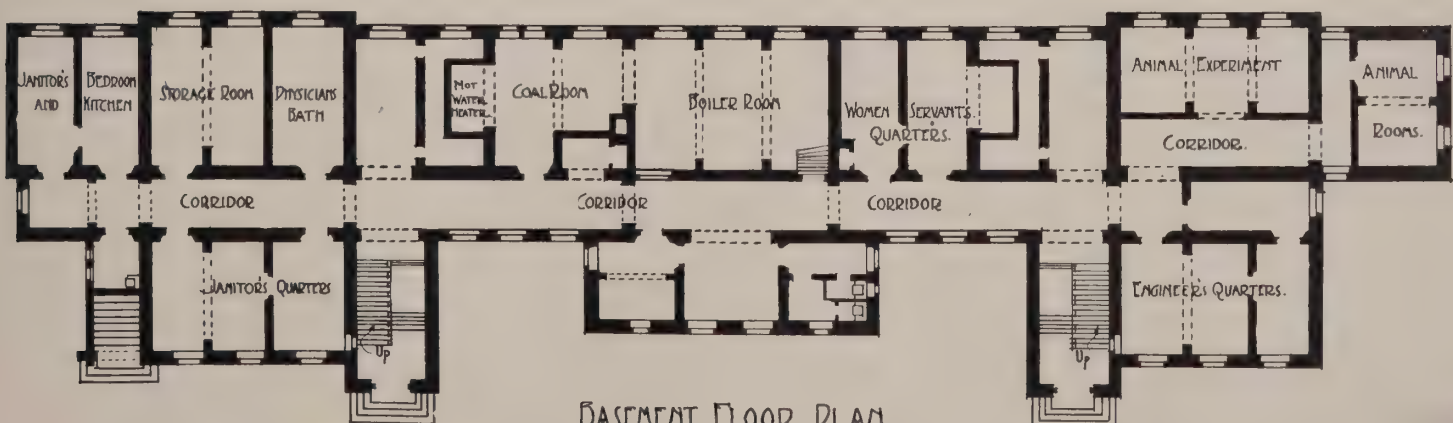 JANITOR'S
AND
BEDROOM
KITCHEN
STORAGE ROOM
PHYSICIANS
BATH
HOT
WATER
HEATER
COAL ROOM
BOILER ROOM
WOMEN SERVANTS
QUARTERS.
ANIMAL EXPERIMENT
ANIMAL
ROOMS.
CORRIDOR.
CORRIDOR
CORRIDOR
CORRIDOR
JANITORS QUARTERS
ENGINEER'S QUARTERS.
UP
UP
BASEMENT FLOOR PLAN